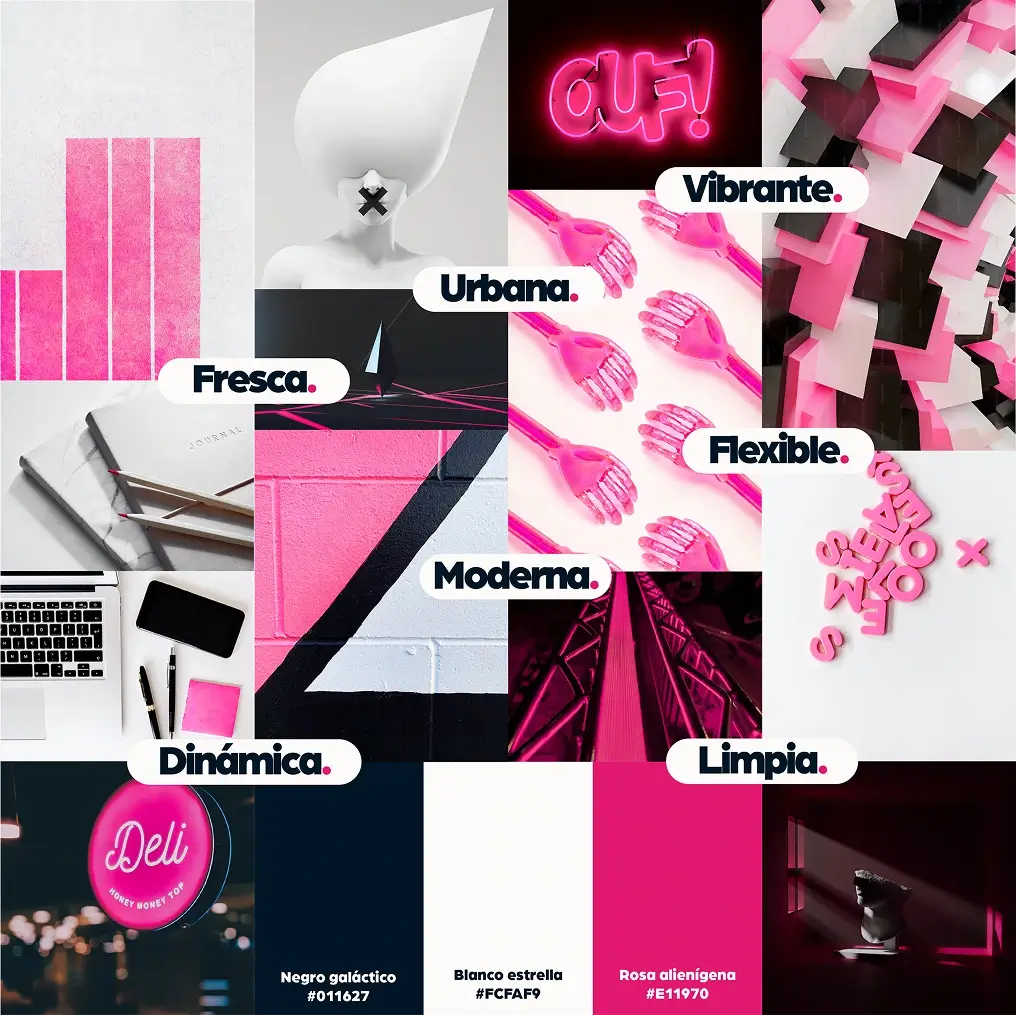 OUF!
Vibrante.
Urbana.
Fresca.
JOURNAL
Flexible.
Moderna.
Dinámica.
Limpia.
Deli
HONEY MONEY TOP
Negro galáctico
#011627
Blanco estrella
#FCFAF9
Rosa alienígena
#E11970